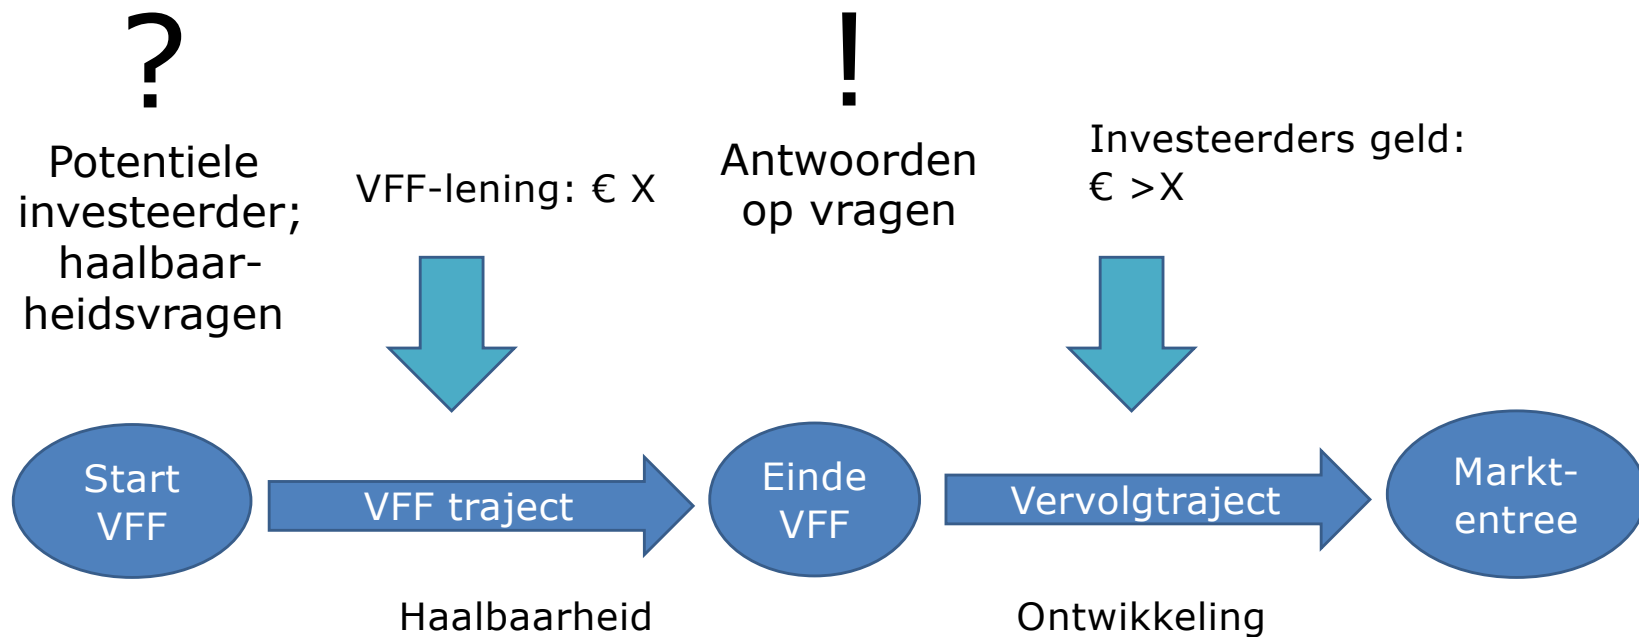 ?
Potentiele
investeerder;
haalbaar-
heidsvragen
VFF-lening: € X
!
Antwoorden
op vragen
Investeerders geld:
€ >X
Start
VFF
VFF traject
Einde
VFF
Vervolgtraject
Markt-
entree
Haalbaarheid
Ontwikkeling